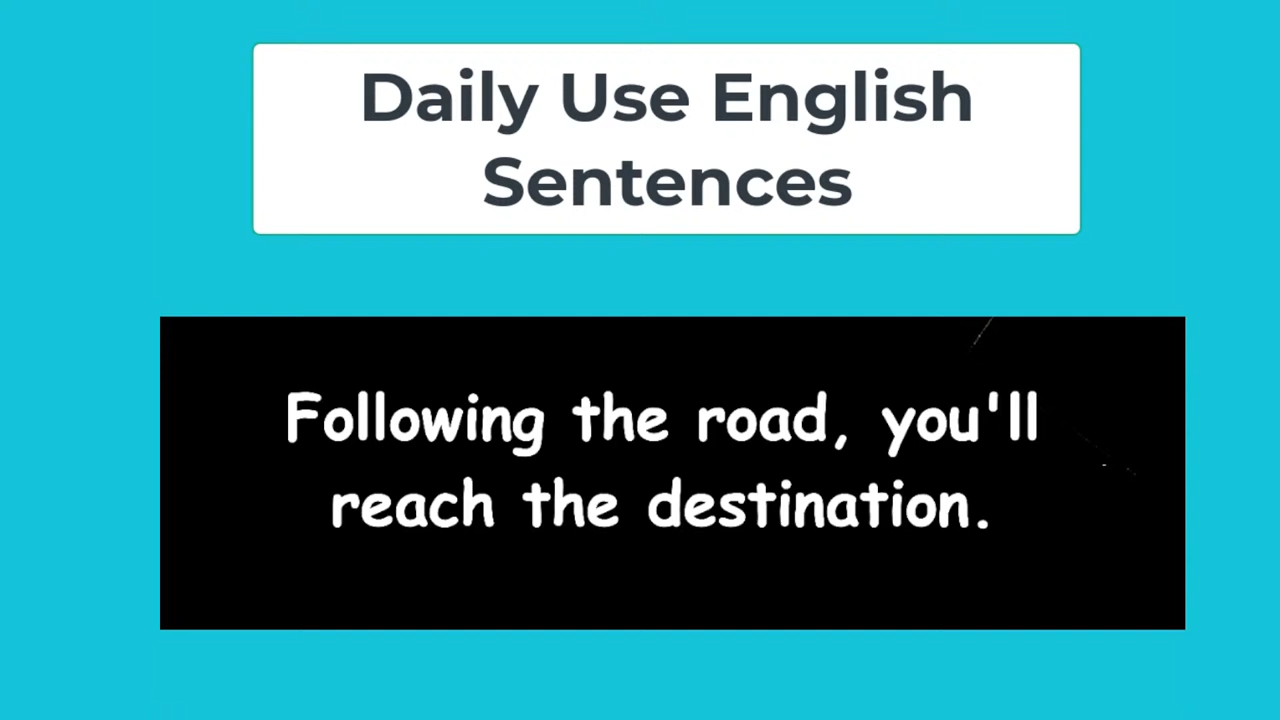 Daily Use English
Sentences
Following the road, you'll
reach the destination.